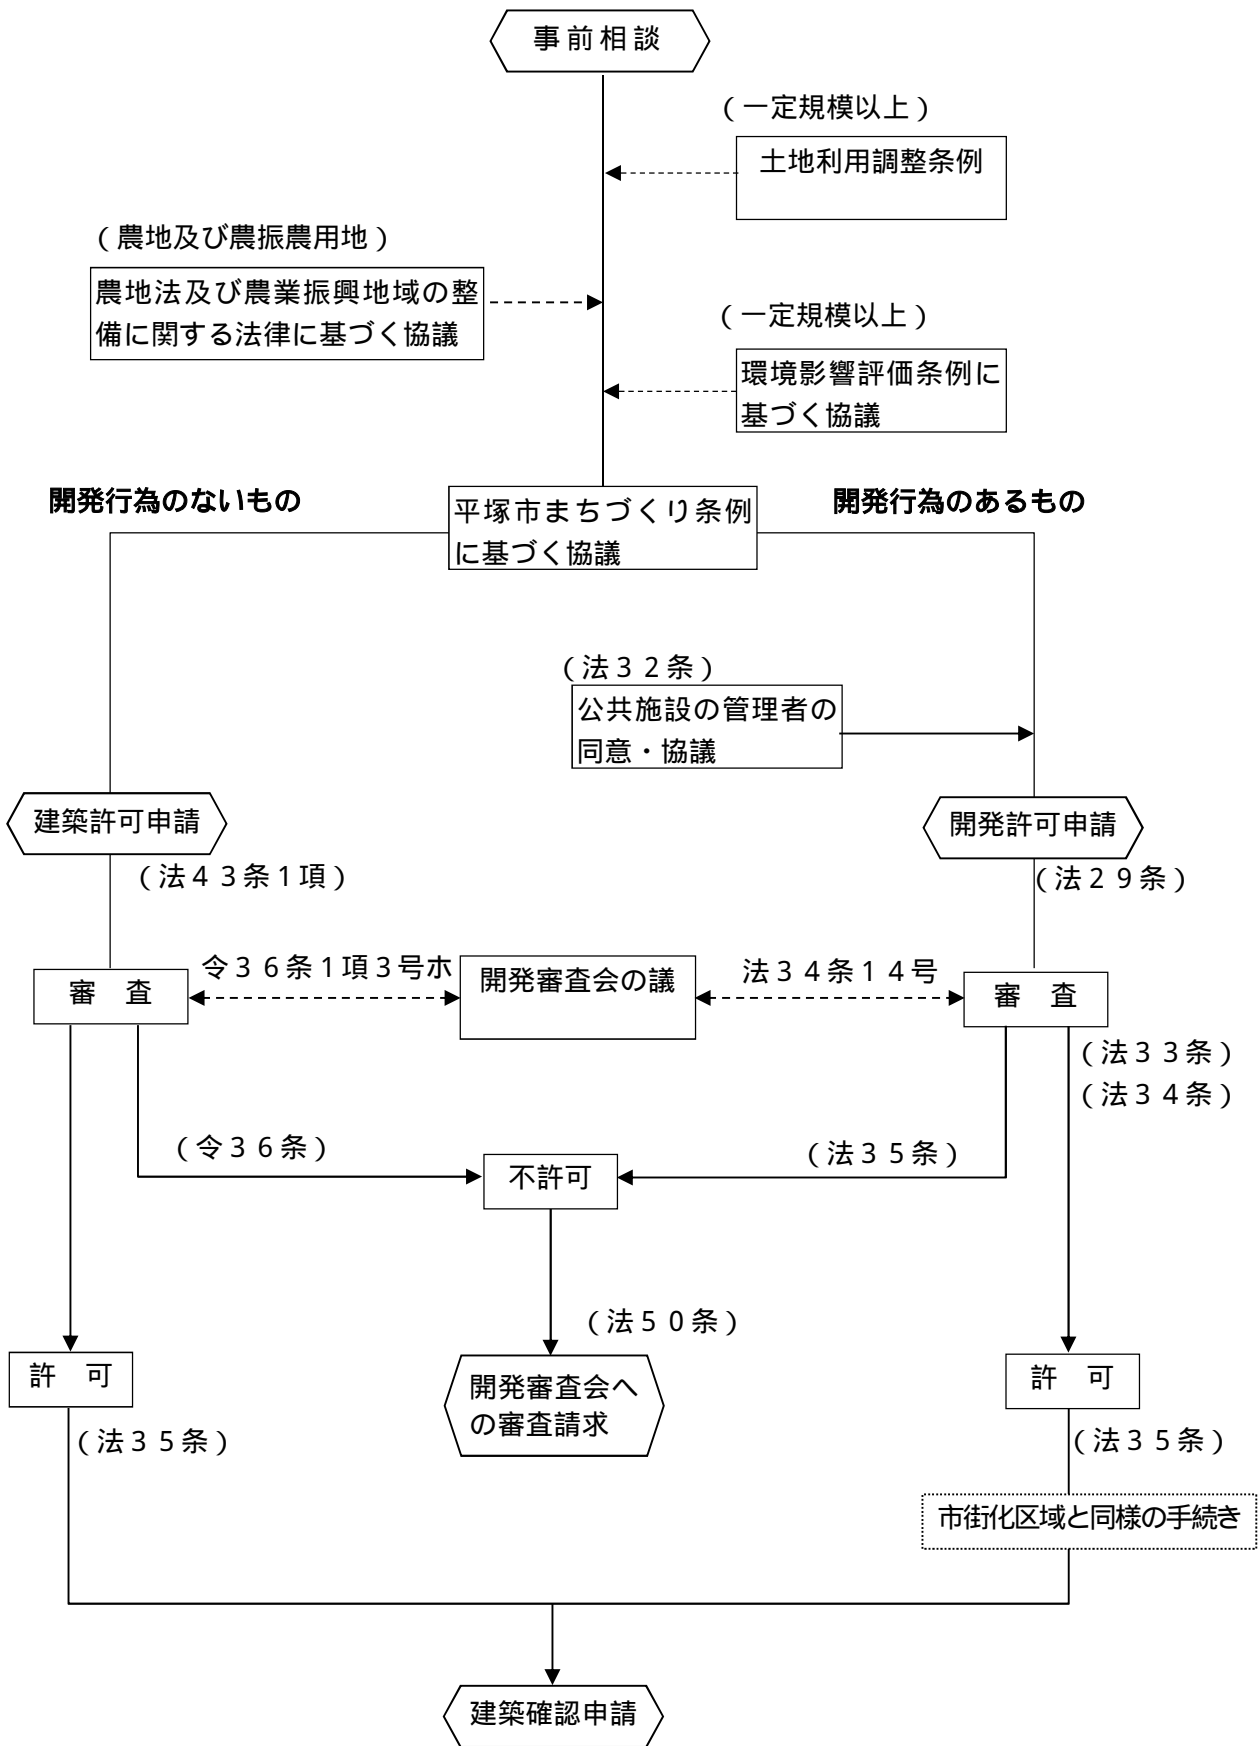 事前相談
（一定規模以上）
土地利用調整条例
（農地及び農振農用地）
農地法及び農業振興地域の整
備に関する法律に基づく協議
（一定規模以上）
環境影響評価条例に
基づく協議
開発行為のないもの
平塚市まちづくり条例
に基づく協議
開発行為のあるもの
（法３２条）
公共施設の管理者の
同意・協議
建築許可申請
開発許可申請
（法４３条１項）
（法２９条）
審　査
令３６条１項３号ホ
開発審査会の議
法３４条１４号
審　査
（法３３条）
（法３４条）
（令３６条）
不許可
（法３５条）
（法５０条）
許　可
開発審査会へ
の審査請求
許　可
（法３５条）
（法３５条）
市街化区域と同様の手続き
建築確認申請